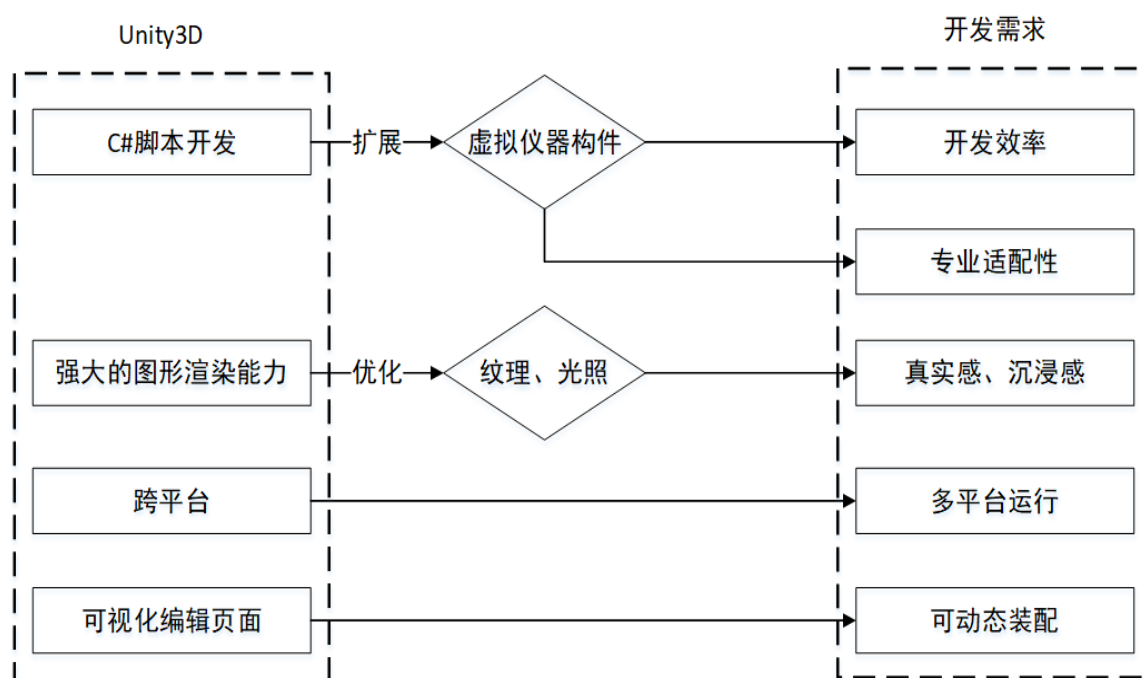 Unity3D
开发需求
C#脚本开发
扩展
虚拟仪器构件
开发效率
专业适配性
强大的图形渲染能力
优化
纹理、光照
真实感、沉浸感
跨平台
多平台运行
可视化编辑页面
可动态装配